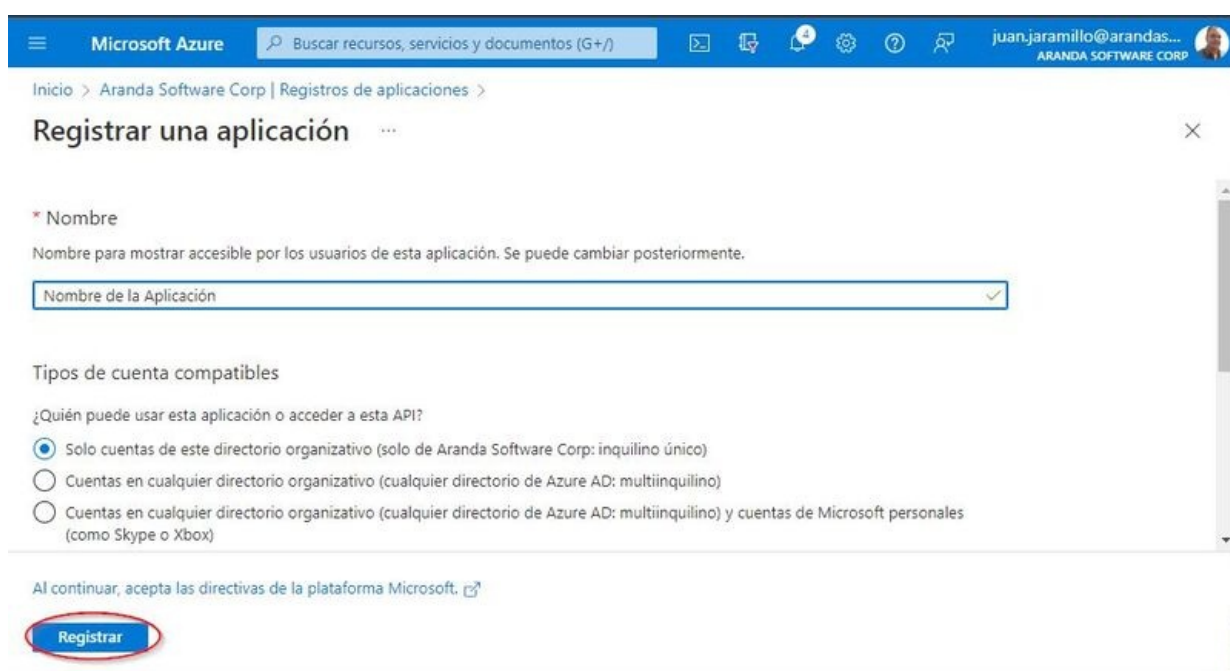 Microsoft Azure
Buscar recursos, servicios y documentos (G+/)
4
juan.jaramillo@arandas...
ARANDA SOFTWARE CORP
Inicio > Aranda Software Corp | Registros de aplicaciones >
Registrar una aplicación ...
* Nombre
Nombre para mostrar accesible por los usuarios de esta aplicación. Se puede cambiar posteriormente.
Nombre de la Aplicación
Tipos de cuenta compatibles
¿Quién puede usar esta aplicación o acceder a esta API?
Solo cuentas de este directorio organizativo (solo de Aranda Software Corp: inquilino único)
Cuentas en cualquier directorio organizativo (cualquier directorio de Azure AD: multiinquilino)
Cuentas en cualquier directorio organizativo (cualquier directorio de Azure AD: multiinquilino) y cuentas de Microsoft personales
(como Skype o Xbox)
Al continuar, acepta las directivas de la plataforma Microsoft.
Registrar